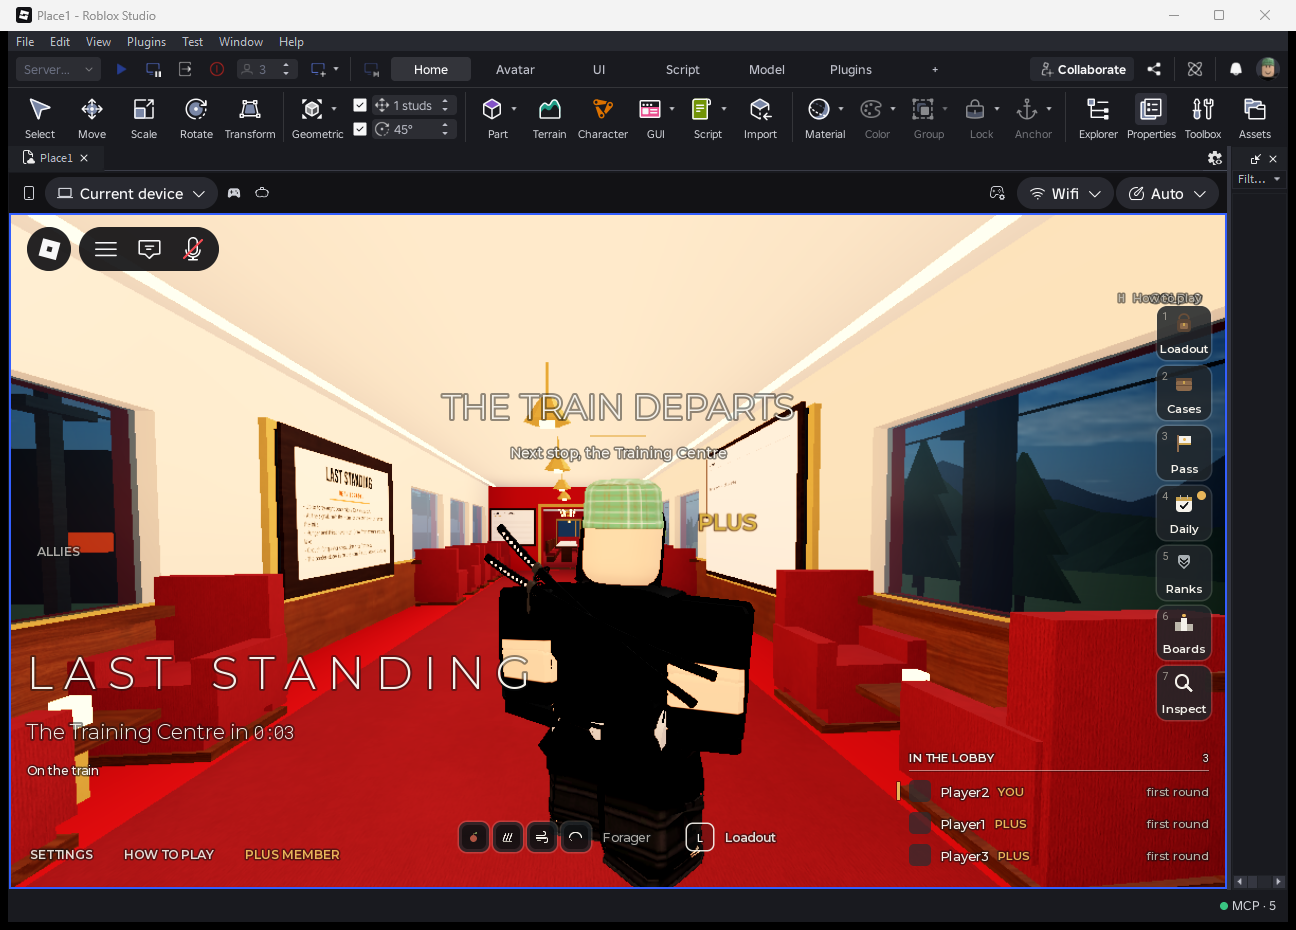 Place1 - Roblox Studio
File Edit View Plugins Test Window Help
Server... 3 Home Avatar UI Script Model Plugins + Collaborate
1 studs
45°
Select Move Scale Rotate Transform Geometric Part Terrain Character GUI Script Import Material Color Group Lock Anchor Explorer Properties Toolbox Assets
Place1
Filt...
Current device Wifi Auto
H How to play
1
Loadout
2
Cases
3
Pass
4
Daily
5
Ranks
6
Boards
7
Inspect
THE TRAIN DEPARTS
Next stop, the Training Centre
LAST STANDING
PLUS
ALLIES
LAST STANDING
The Training Centre in 0:03
On the train
IN THE LOBBY 3
Player2 YOU first round
Player1 PLUS first round
Player3 PLUS first round
SETTINGS HOW TO PLAY PLUS MEMBER
Forager L Loadout
MCP · 5